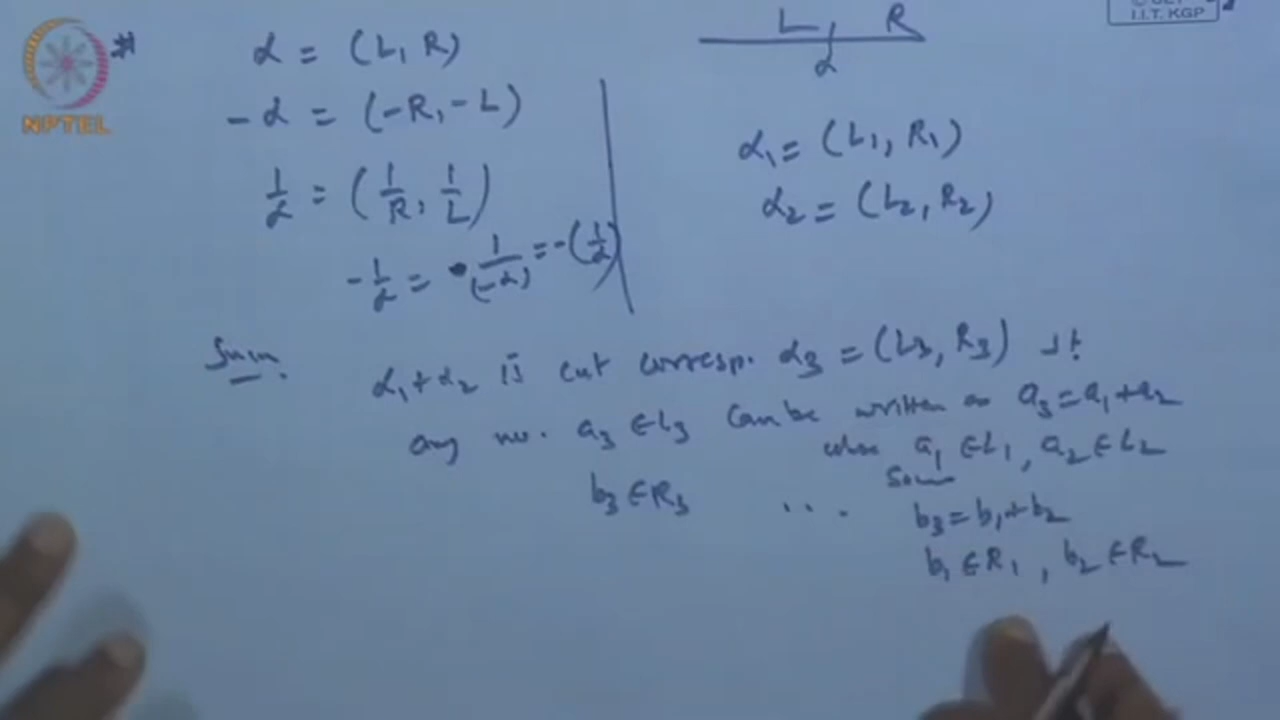 NPTEL
I.I.T. KGP
α = (L, R)
-α = (-R, -L)
1/α = (1/R, 1/L)
-1/α = 1/(-α) = -(1/α)
L, R
α
α1 = (L1, R1)
α2 = (L2, R2)
Sum.
α1+α2 is cut corresp. α3 = (L3, R3) s.t.
any no. a3 ∈ L3 can be written as a3 = a1+a2
where a1 ∈ L1, a2 ∈ L2
b3 ∈ R3 ... b3 = b1+b2
b1 ∈ R1, b2 ∈ R2